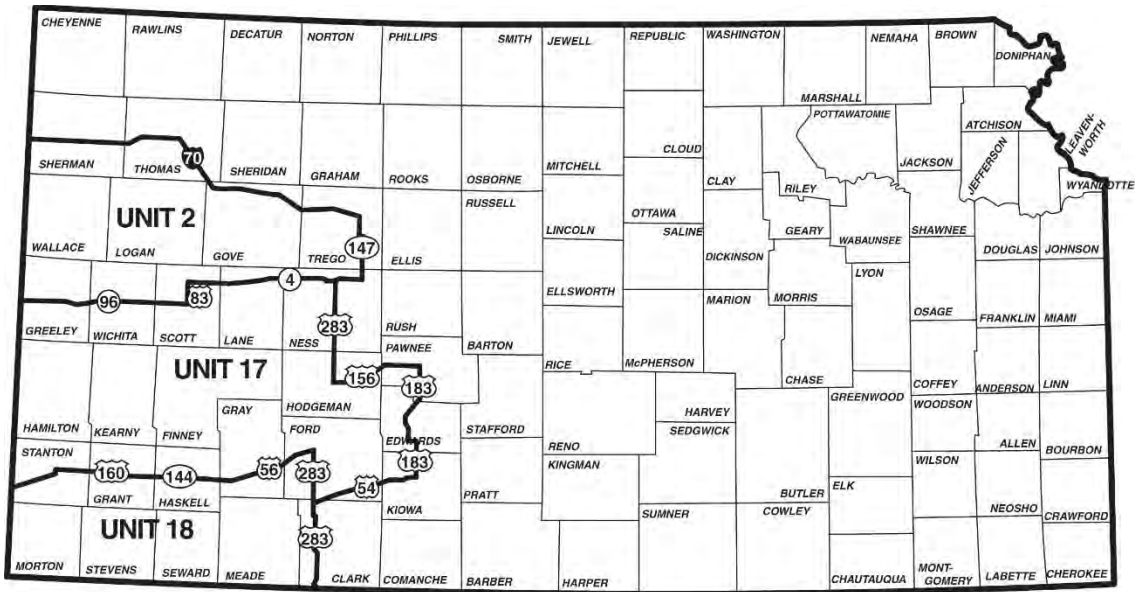 CHEYENNE
RAWLINS
DECATUR
NORTON
PHILLIPS
SMITH
JEWELL
REPUBLIC
WASHINGTON
MARSHALL
NEMAHA
BROWN
DONIPHAN
SHERMAN
THOMAS
70
SHERIDAN
GRAHAM
ROOKS
OSBORNE
MITCHELL
CLOUD
CLAY
RILEY
POTTAWATOMIE
JACKSON
ATCHISON
JEFFERSON
LEAVEN-
WORTH
WYANDOTTE
UNIT 2
WALLACE
LOGAN
GOVE
TREGO
147
ELLIS
RUSSELL
LINCOLN
OTTAWA
SALINE
DICKINSON
GEARY
WABAUNSEE
SHAWNEE
DOUGLAS
JOHNSON
96
83
4
283
GREELEY
WICHITA
SCOTT
LANE
NESS
RUSH
BARTON
ELLSWORTH
RICE
McPHERSON
MARION
MORRIS
CHASE
LYON
OSAGE
FRANKLIN
MIAMI
UNIT 17
156
PAWNEE
183
HAMILTON
KEARNY
FINNEY
GRAY
HODGEMAN
FORD
EDWARDS
183
STAFFORD
RENO
HARVEY
SEDGWICK
BUTLER
GREENWOOD
COFFEY
ANDERSON
LINN
WOODSON
ALLEN
BOURBON
STANTON
160
GRANT
144
HASKELL
56
283
54
KIOWA
PRATT
KINGMAN
ELK
WILSON
NEOSHO
CRAWFORD
UNIT 18
283
MORTON
STEVENS
SEWARD
MEADE
CLARK
COMANCHE
BARBER
HARPER
SUMNER
COWLEY
CHAUTAUQUA
MONT-
GOMERY
LABETTE
CHEROKEE